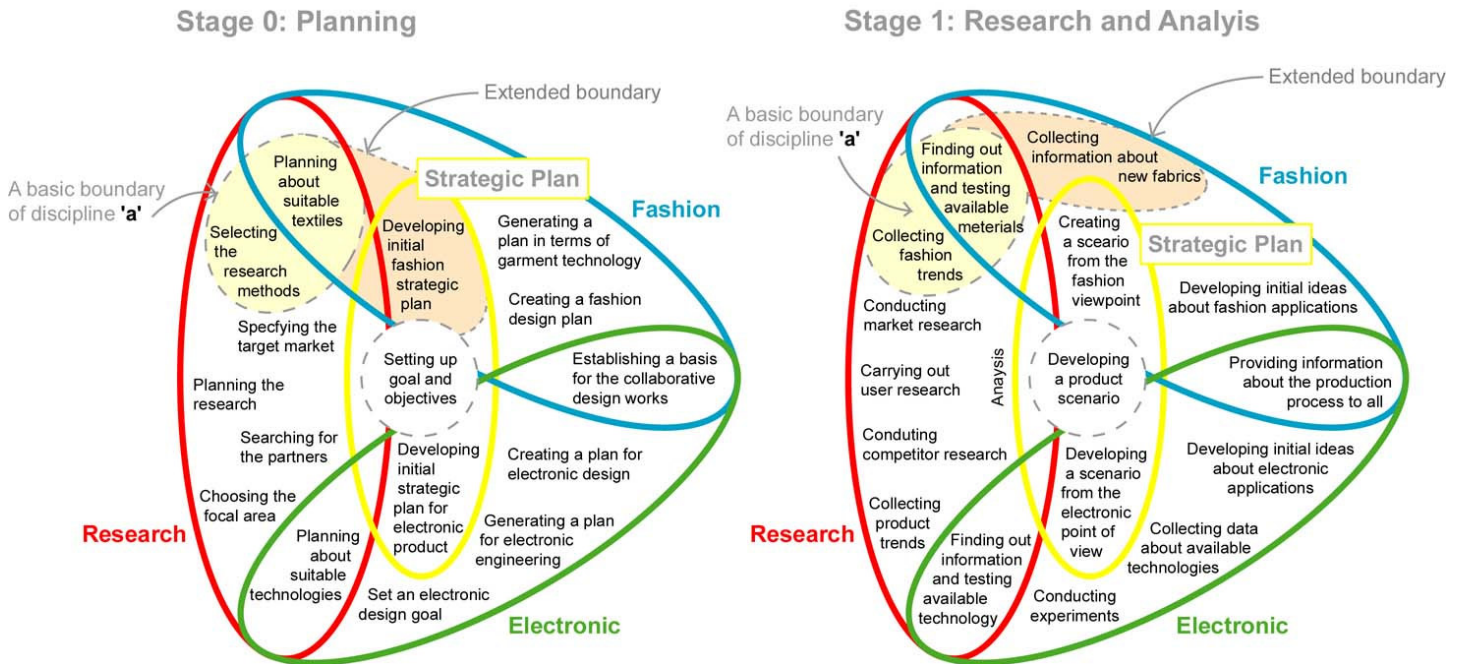 Stage 0: Planning
Extended boundary
A basic boundary
of discipline 'a'
Planning
about
suitable
textiles
Strategic Plan
Fashion
Selecting
the
research
methods
Developing
initial
fashion
strategic
plan
Generating a
plan in terms of
garment technology
Creating a fashion
design plan
Specfying the
target market
Setting up
goal and
objectives
Establishing a basis
for the collaborative
design works
Planning the
research
Searching for
the partners
Developing
initial
strategic
plan for
electronic
product
Creating a plan for
electronic design
Choosing the
focal area
Research
Planning
about
suitable
technologies
Generating a plan
for electronic
engineering
Set an electronic
design goal
Electronic
Stage 1: Research and Analyis
Extended boundary
A basic boundary
of discipline 'a'
Finding out
information
and testing
available
meterials
Collecting
information about
new fabrics
Fashion
Collecting
fashion
trends
Creating
a sceario
from the
fashion
viewpoint
Strategic Plan
Developing initial ideas
about fashion applications
Conducting
market research
Anaysis
Developing
a product
scenario
Providing information
about the production
process to all
Carrying out
user research
Conduting
competitor research
Developing
a scenario
from the
electronic
point of
view
Developing initial ideas
about electronic
applications
Collecting
product
trends
Research
Finding out
information
and testing
available
technology
Collecting data
about available
technologies
Conducting
experiments
Electronic